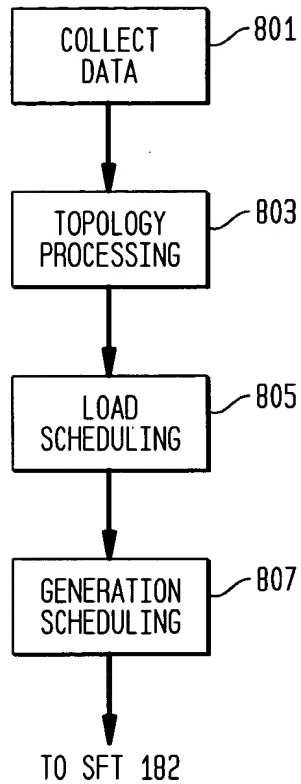 COLLECT
DATA
801
TOPOLOGY
PROCESSING
803
LOAD
SCHEDULING
805
GENERATION
SCHEDULING
807
TO SFT 182